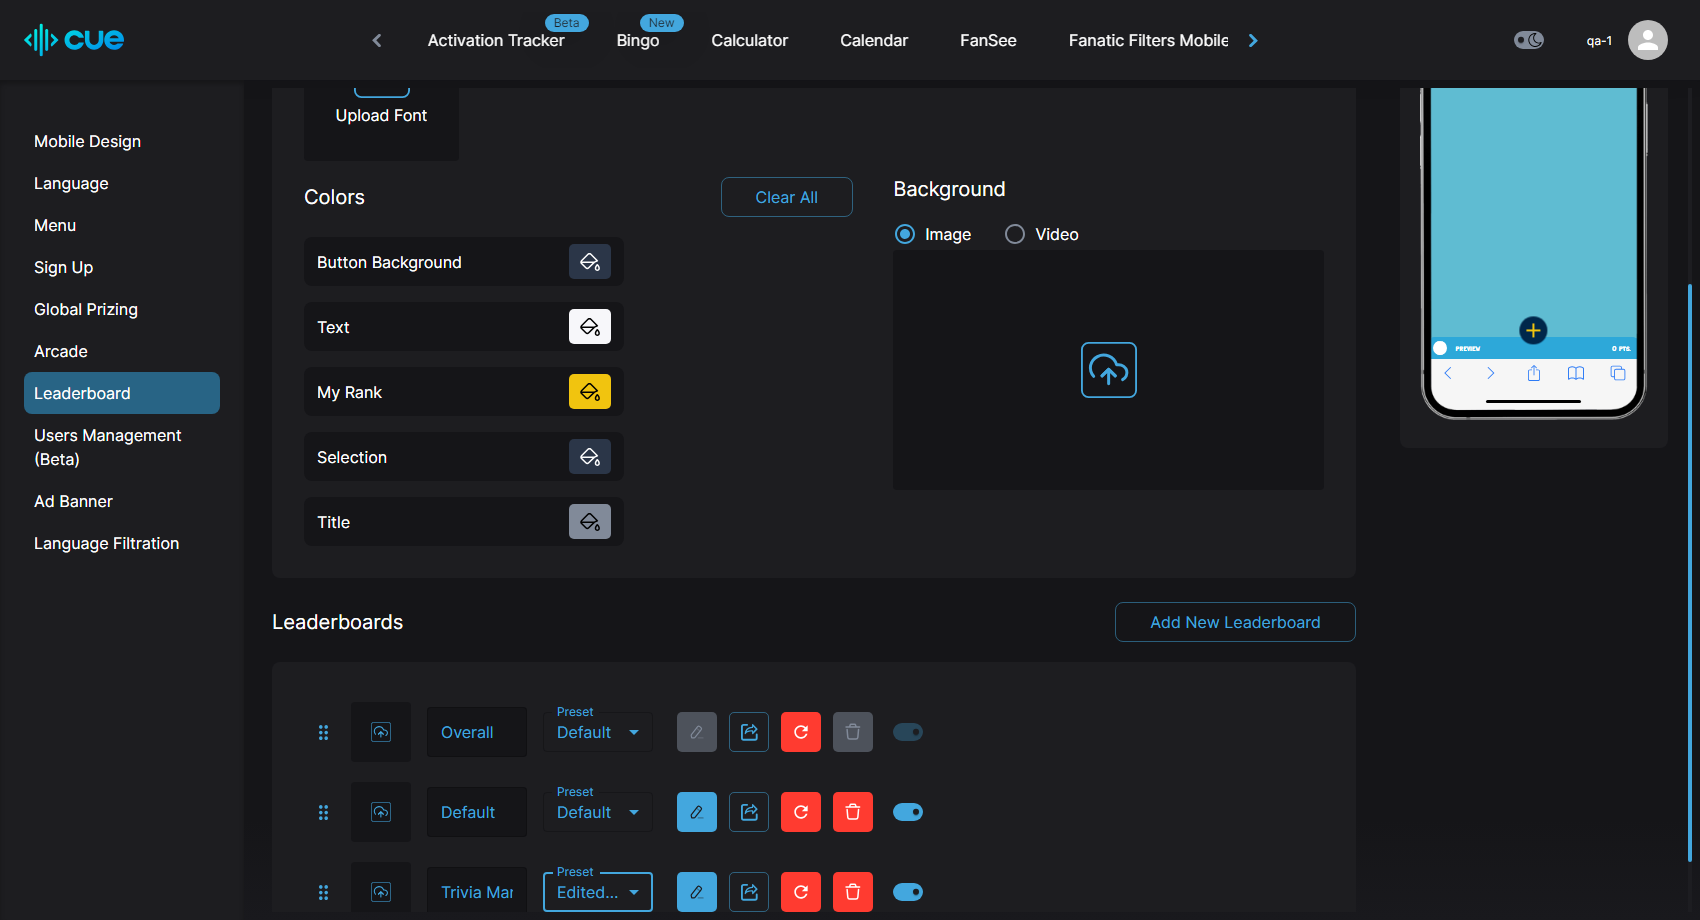 cue
Activation Tracker
Beta
Bingo
New
Calculator
Calendar
FanSee
Fanatic Filters Mobile
qa-1
Mobile Design
Language
Menu
Sign Up
Global Prizing
Arcade
Leaderboard
Users Management
(Beta)
Ad Banner
Language Filtration
Upload Font
Colors
Clear All
Button Background
Text
My Rank
Selection
Title
Background
Image
Video
PREVIEW
0 PTS.
Leaderboards
Add New Leaderboard
Overall
Preset
Default
Default
Preset
Default
Trivia Mar
Preset
Edited...